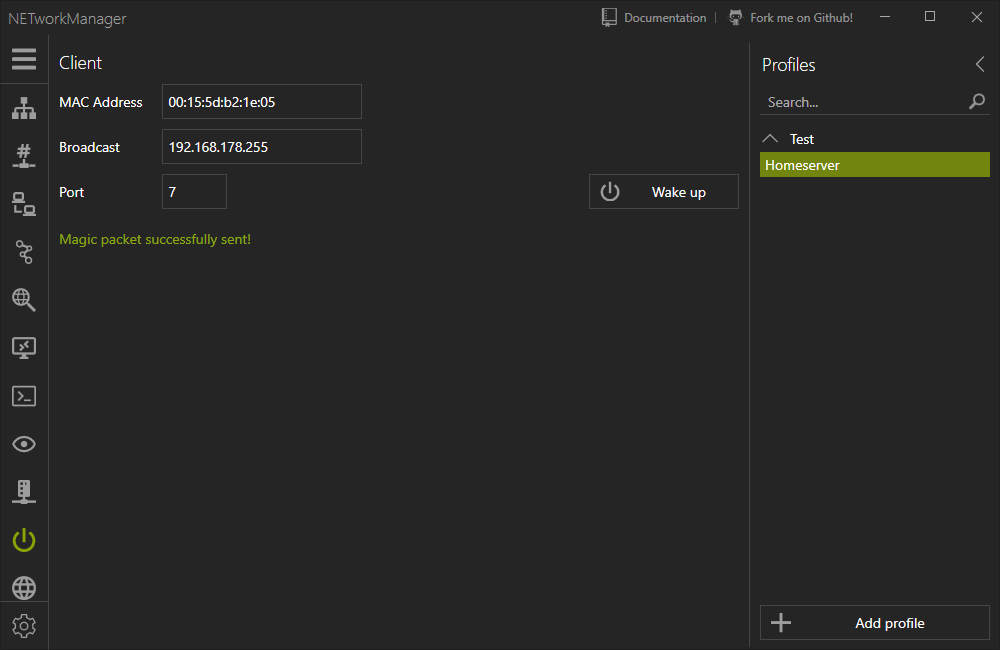 NETworkManager
Documentation
Fork me on Github!
Client
MAC Address 00:15:5d:b2:1e:05
Broadcast 192.168.178.255
Port 7
Wake up
Magic packet successfully sent!
Profiles
Search...
Test
Homeserver
Add profile